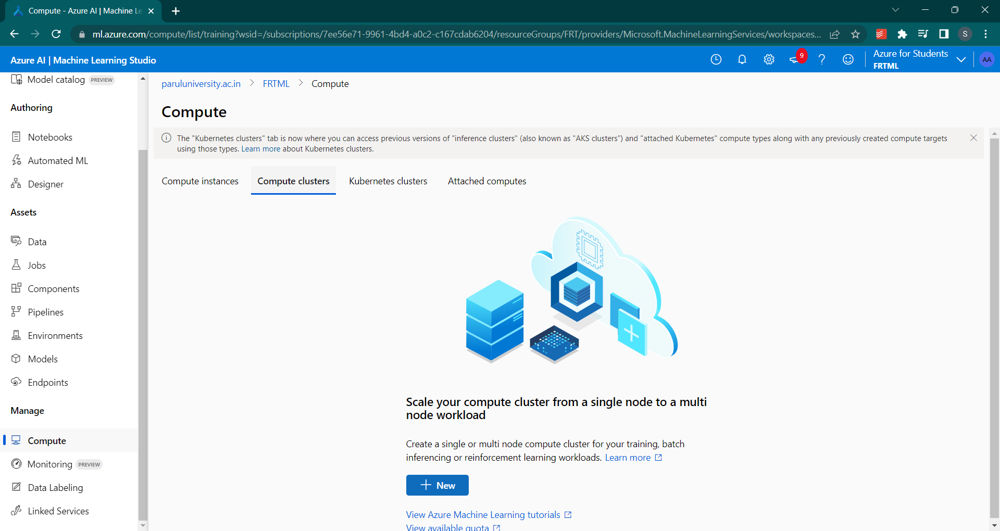 Compute - Azure AI | Machine Le
ml.azure.com/compute/list/training?wsid=/subscriptions/7ee56e71-9961-4bd4-a0c2-c167cdab6204/resourceGroups/FRT/providers/Microsoft.MachineLearningServices/workspaces...
S
Azure AI | Machine Learning Studio
9
Azure for Students
FRTML
AA
Model catalog PREVIEW
Authoring
Notebooks
Automated ML
Designer
Assets
Data
Jobs
Components
Pipelines
Environments
Models
Endpoints
Manage
Compute
Monitoring PREVIEW
Data Labeling
Linked Services
paruluniversity.ac.in > FRTML > Compute
Compute
The "Kubernetes clusters" tab is now where you can access previous versions of "inference clusters" (also known as "AKS clusters") and "attached Kubernetes" compute types along with any previously created compute targets
using those types. Learn more about Kubernetes clusters.
Compute instances Compute clusters Kubernetes clusters Attached computes
Scale your compute cluster from a single node to a multi
node workload
Create a single or multi node compute cluster for your training, batch
inferencing or reinforcement learning workloads. Learn more
New
View Azure Machine Learning tutorials
View available quota